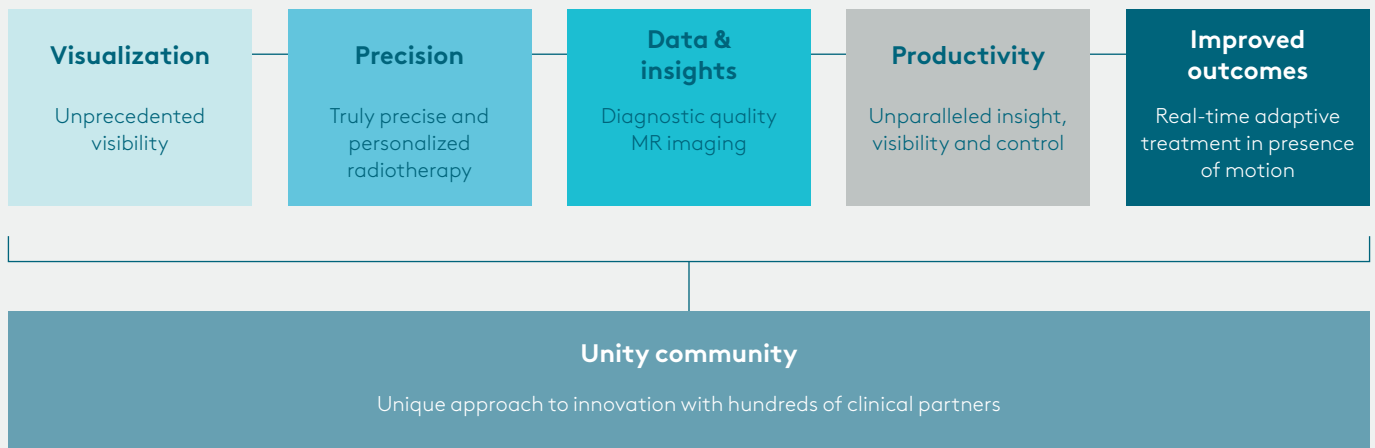 Visualization
Unprecedented
visibility
Precision
Truly precise and
personalized
radiotherapy
Data &
insights
Diagnostic quality
MR imaging
Productivity
Unparalleled insight,
visibility and control
Improved
outcomes
Real-time adaptive
treatment in presence
of motion
Unity community
Unique approach to innovation with hundreds of clinical partners